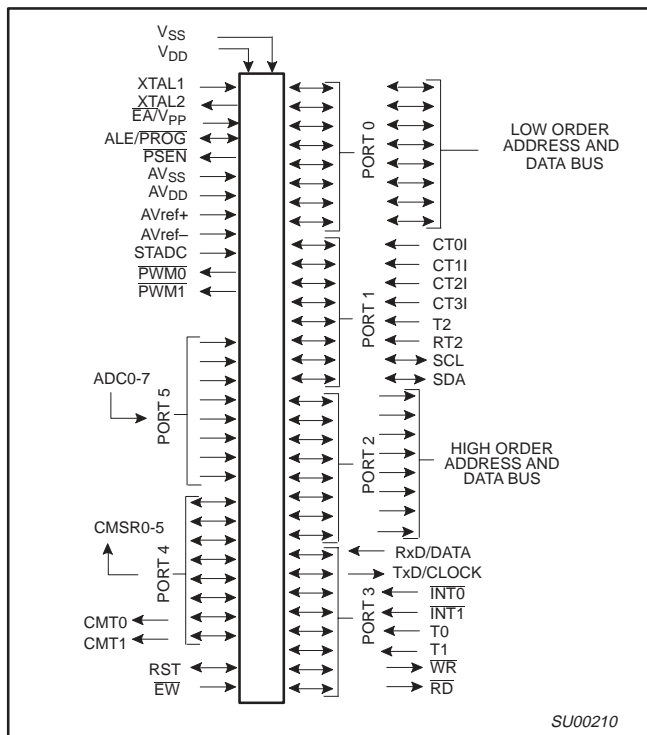 VSS
VDD
XTAL1
XTAL2
EA/VPP
ALE/PROG
PSEN
AVSS
AVDD
AVref+
AVref–
STADC
PWM0
PWM1
PORT 5
ADC0-7
PORT 4
CMSR0-5
CMT0
CMT1
RST
EW
PORT 0
LOW ORDER
ADDRESS AND
DATA BUS
PORT 1
CT0I
CT1I
CT2I
CT3I
T2
RT2
SCL
SDA
PORT 2
HIGH ORDER
ADDRESS AND
DATA BUS
PORT 3
RxD/DATA
TxD/CLOCK
INT0
INT1
T0
T1
WR
RD
SU00210